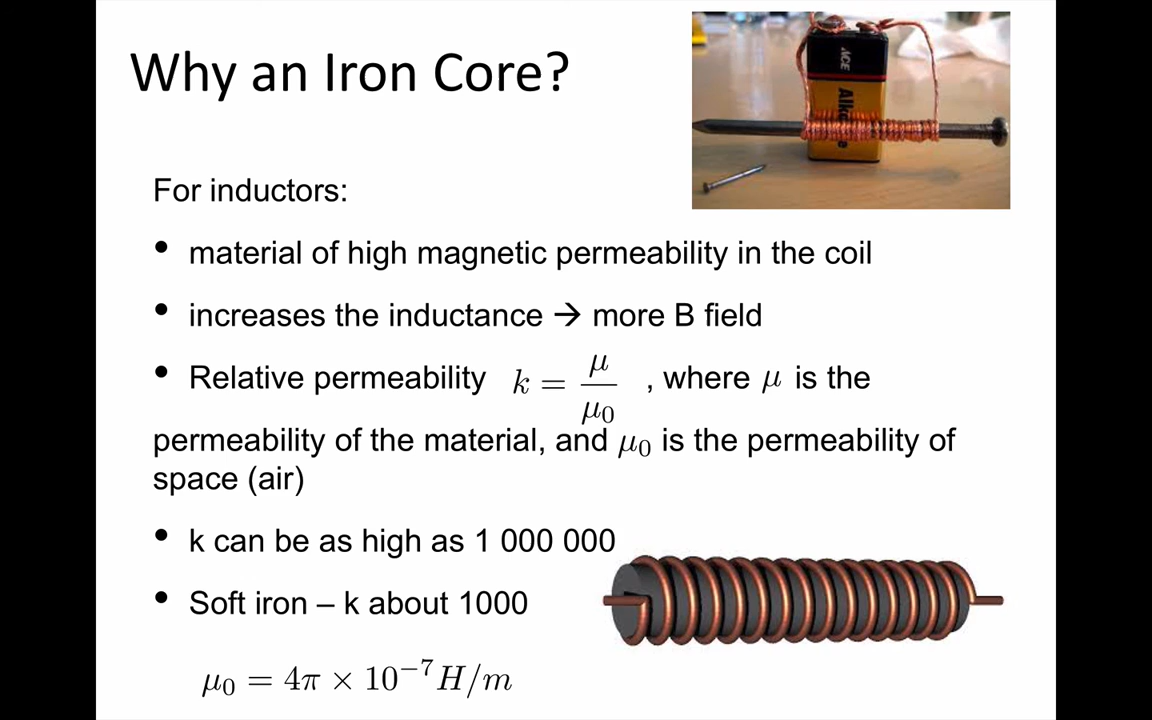 Why an Iron Core?
ACE
Alka
e
For inductors:
• material of high magnetic permeability in the coil
• increases the inductance → more B field
• Relative permeability k = μ/μ₀ , where μ is the
permeability of the material, and μ₀ is the permeability of
space (air)
• k can be as high as 1 000 000
• Soft iron – k about 1000
μ₀ = 4π × 10⁻⁷ H/m